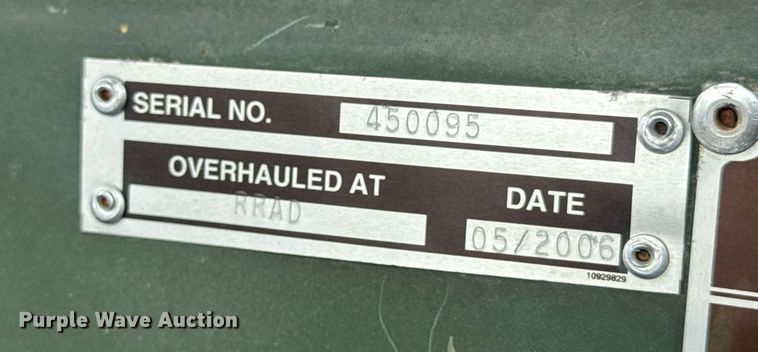 SERIAL NO. 450095
OVERHAULED AT DATE
RRAD 05/2006
10929829
Purple Wave Auction